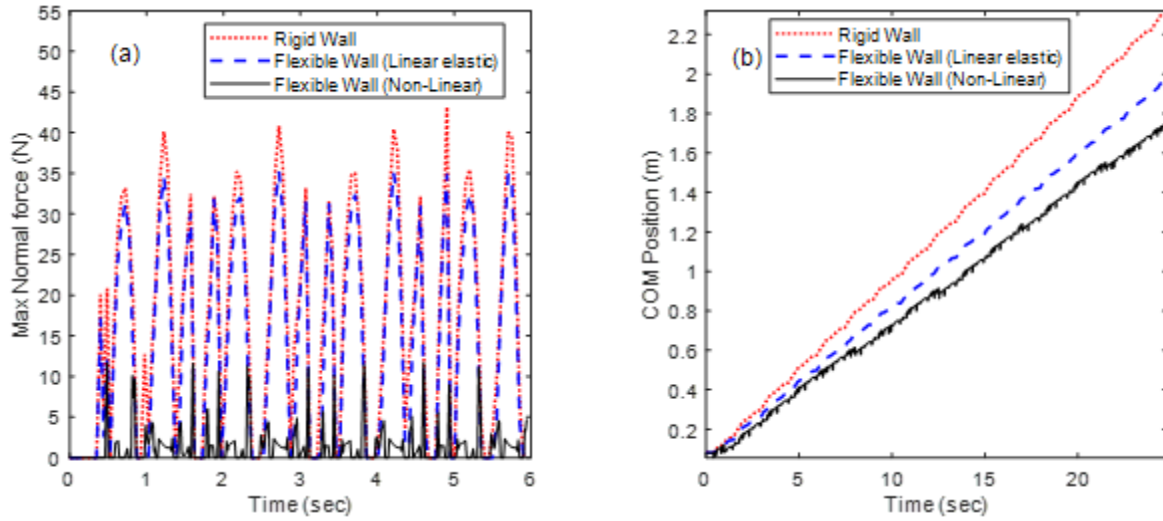 55
50
45
40
35
30
25
20
15
10
5
0
Max Normal force (N)
(a)
Rigid Wall
Flexible Wall (Linear elastic)
Flexible Wall (Non-Linear)
0 1 2 3 4 5 6
Time (sec)
2.2
2
1.8
1.6
1.4
1.2
1
0.8
0.6
0.4
0.2
COM Position (m)
(b)
Rigid Wall
Flexible Wall (Linear elastic)
Flexible Wall (Non-Linear)
0 5 10 15 20
Time (sec)